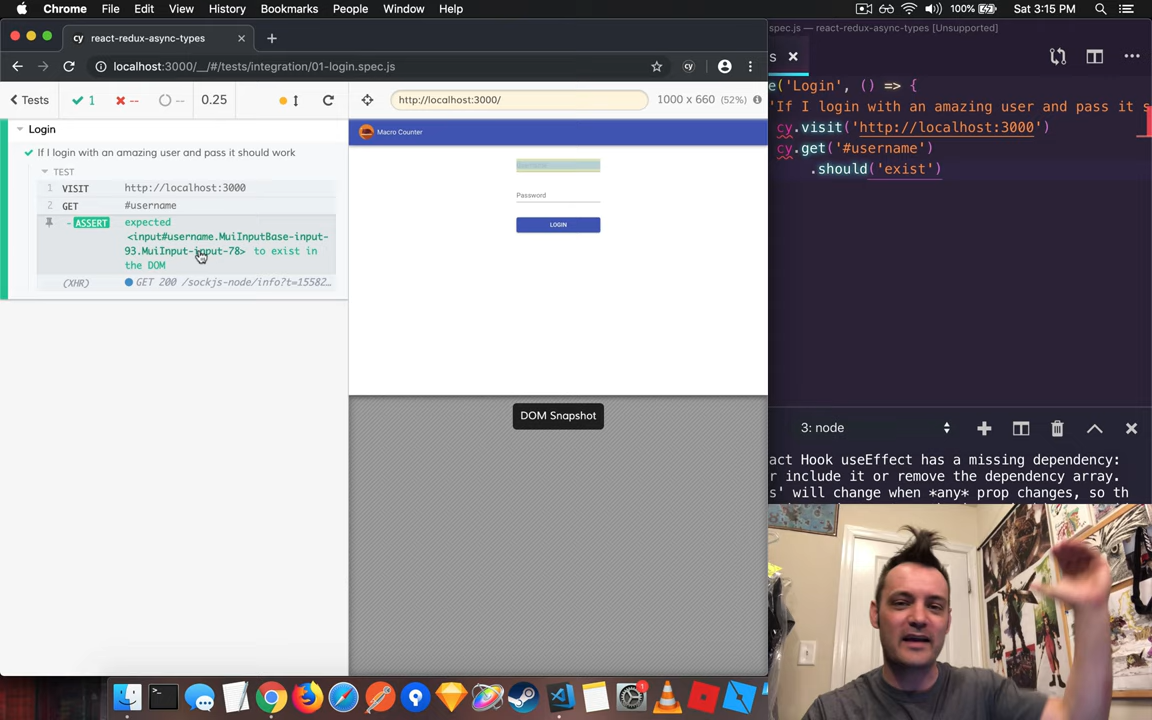 Chrome File Edit View History Bookmarks People Window Help 100% Sat 3:15 PM
react-redux-async-types
spec.js — react-redux-async-types [Unsupported]
localhost:3000/__/#/tests/integration/01-login.spec.js
cy
s
Tests 1 -- -- 0.25
http://localhost:3000/ 1000 x 660 (52%)
Login
If I login with an amazing user and pass it should work
TEST
1 VISIT http://localhost:3000
2 GET #username
- ASSERT expected
<input#username.MuiInputBase-input-
93.MuiInput-input-78> to exist in
the DOM
(XHR) GET 200 /sockjs-node/info?t=15582...
Macro Counter
Password
LOGIN
DOM Snapshot
e('Login', () => {
'If I login with an amazing user and pass it s
cy.visit('http://localhost:3000')
cy.get('#username')
.should('exist')
3: node
act Hook useEffect has a missing dependency:
r include it or remove the dependency array.
s' will change when *any* prop changes, so th
1